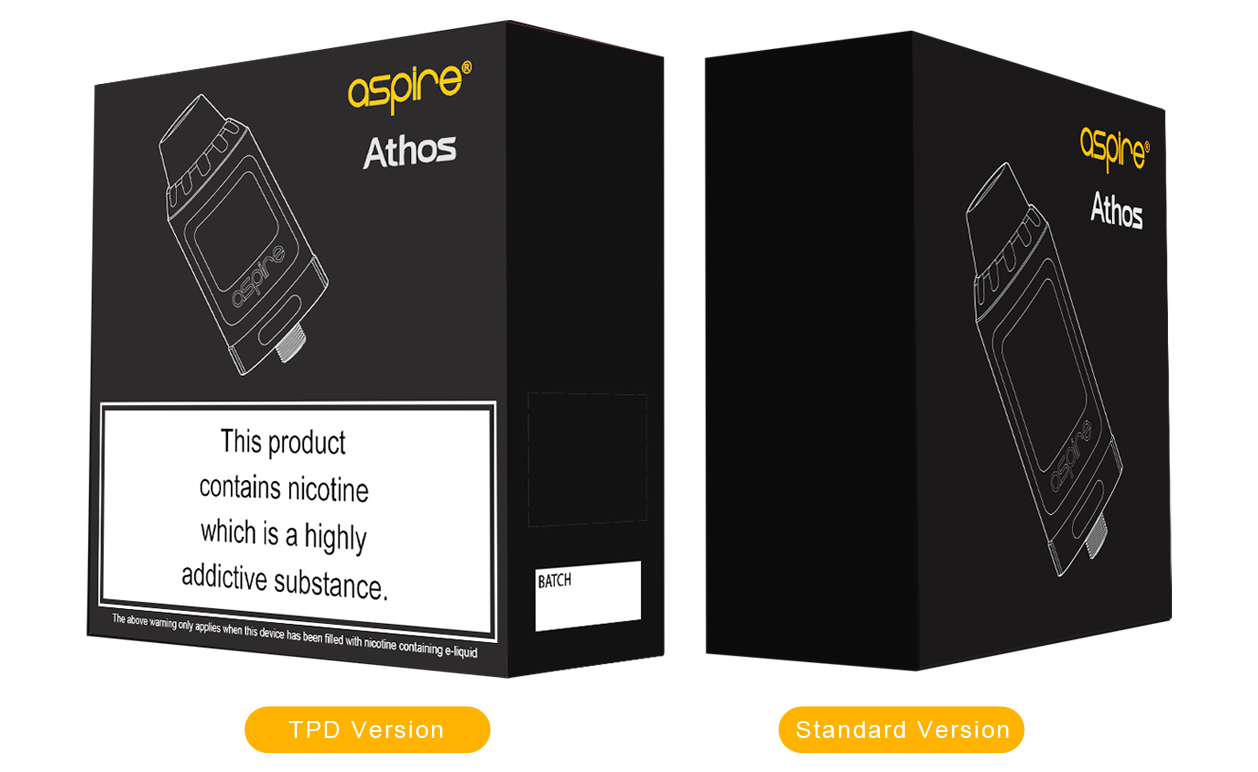 aspire®
Athos
aspire
This product
contains nicotine
which is a highly
addictive substance.
The above warning only applies when this device has been filled with nicotine containing e-liquid
BATCH
TPD Version
aspire®
Athos
aspire
Standard Version